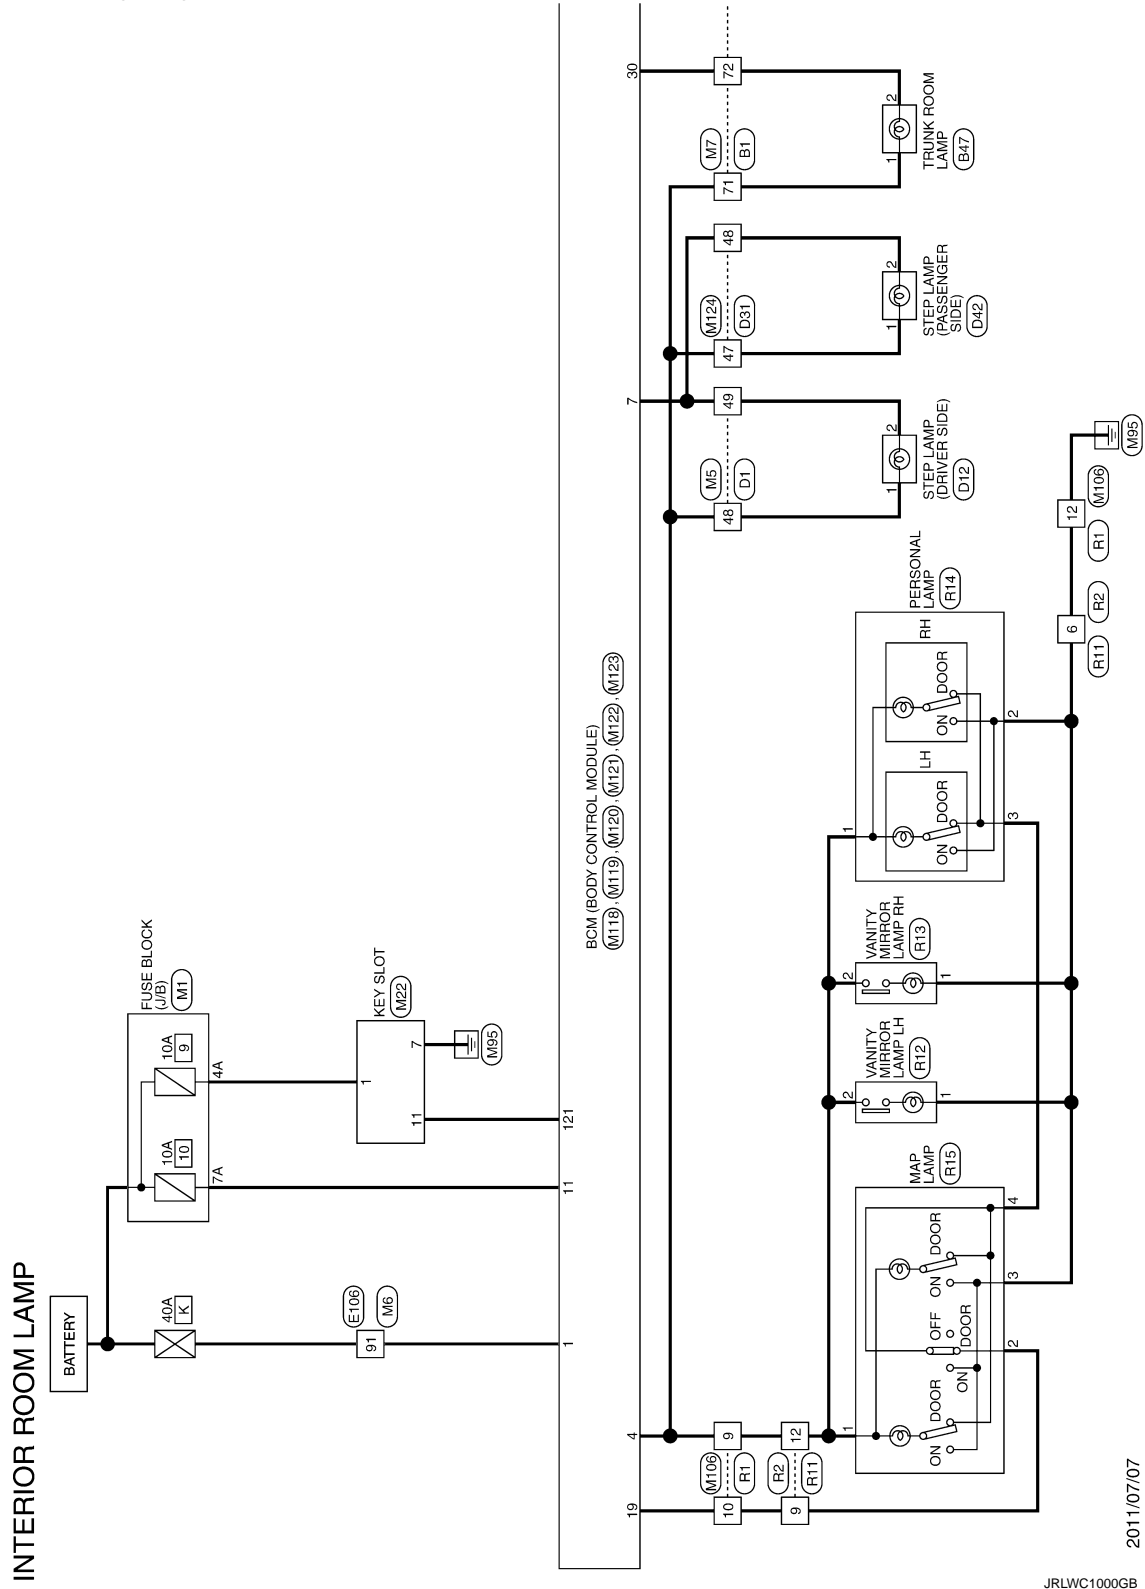 INTERIOR ROOM LAMP
BATTERY
40A
K
E106
91
M6
1
FUSE BLOCK
(J/B)
M1
10A
10
10A
9
7A
4A
KEY SLOT
M22
1
11
7
M95
11
121
BCM (BODY CONTROL MODULE)
M118 , M119 , M120 , M121 , M122 , M123
19
4
7
30
M106
10
9
R1
R2
9
12
R11
M5
48
49
D1
M124
47
48
D31
M7
71
72
B1
1
2
STEP LAMP
(DRIVER SIDE)
D12
1
2
STEP LAMP
(PASSENGER
SIDE)
D42
1
2
TRUNK ROOM
LAMP
B47
MAP
LAMP
R15
1
ON
DOOR
ON
OFF
DOOR
ON
DOOR
2
3
4
VANITY
MIRROR
LAMP LH
R12
2
1
VANITY
MIRROR
LAMP RH
R13
2
1
PERSONAL
LAMP
R14
1
LH
RH
ON
DOOR
ON
DOOR
3
2
6
R11
R2
12
R1
M106
M95
2011/07/07
JRLWC1000GB